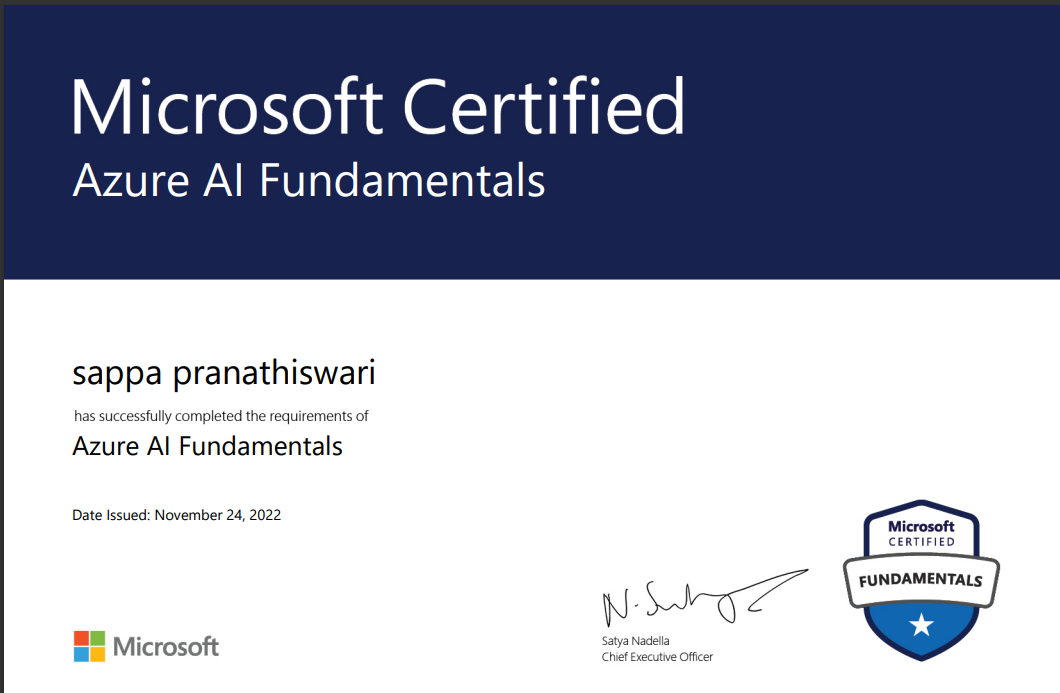 Microsoft Certified
Azure AI Fundamentals
sappa pranathiswari
has successfully completed the requirements of
Azure AI Fundamentals
Date Issued: November 24, 2022
Microsoft
CERTIFIED
FUNDAMENTALS
N. Satya
Satya Nadella
Chief Executive Officer
Microsoft